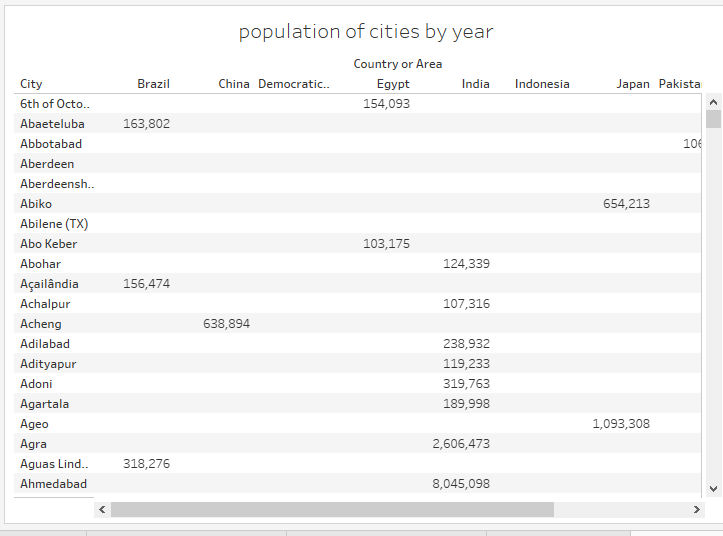 population of cities by year
Country or Area
City Brazil China Democratic.. Egypt India Indonesia Japan Pakista
6th of Octo.. 154,093
Abaeteluba 163,802
Abbotabad 106
Aberdeen
Aberdeensh..
Abiko 654,213
Abilene (TX)
Abo Keber 103,175
Abohar 124,339
Açailândia 156,474
Achalpur 107,316
Acheng 638,894
Adilabad 238,932
Adityapur 119,233
Adoni 319,763
Agartala 189,998
Ageo 1,093,308
Agra 2,606,473
Aguas Lind.. 318,276
Ahmedabad 8,045,098